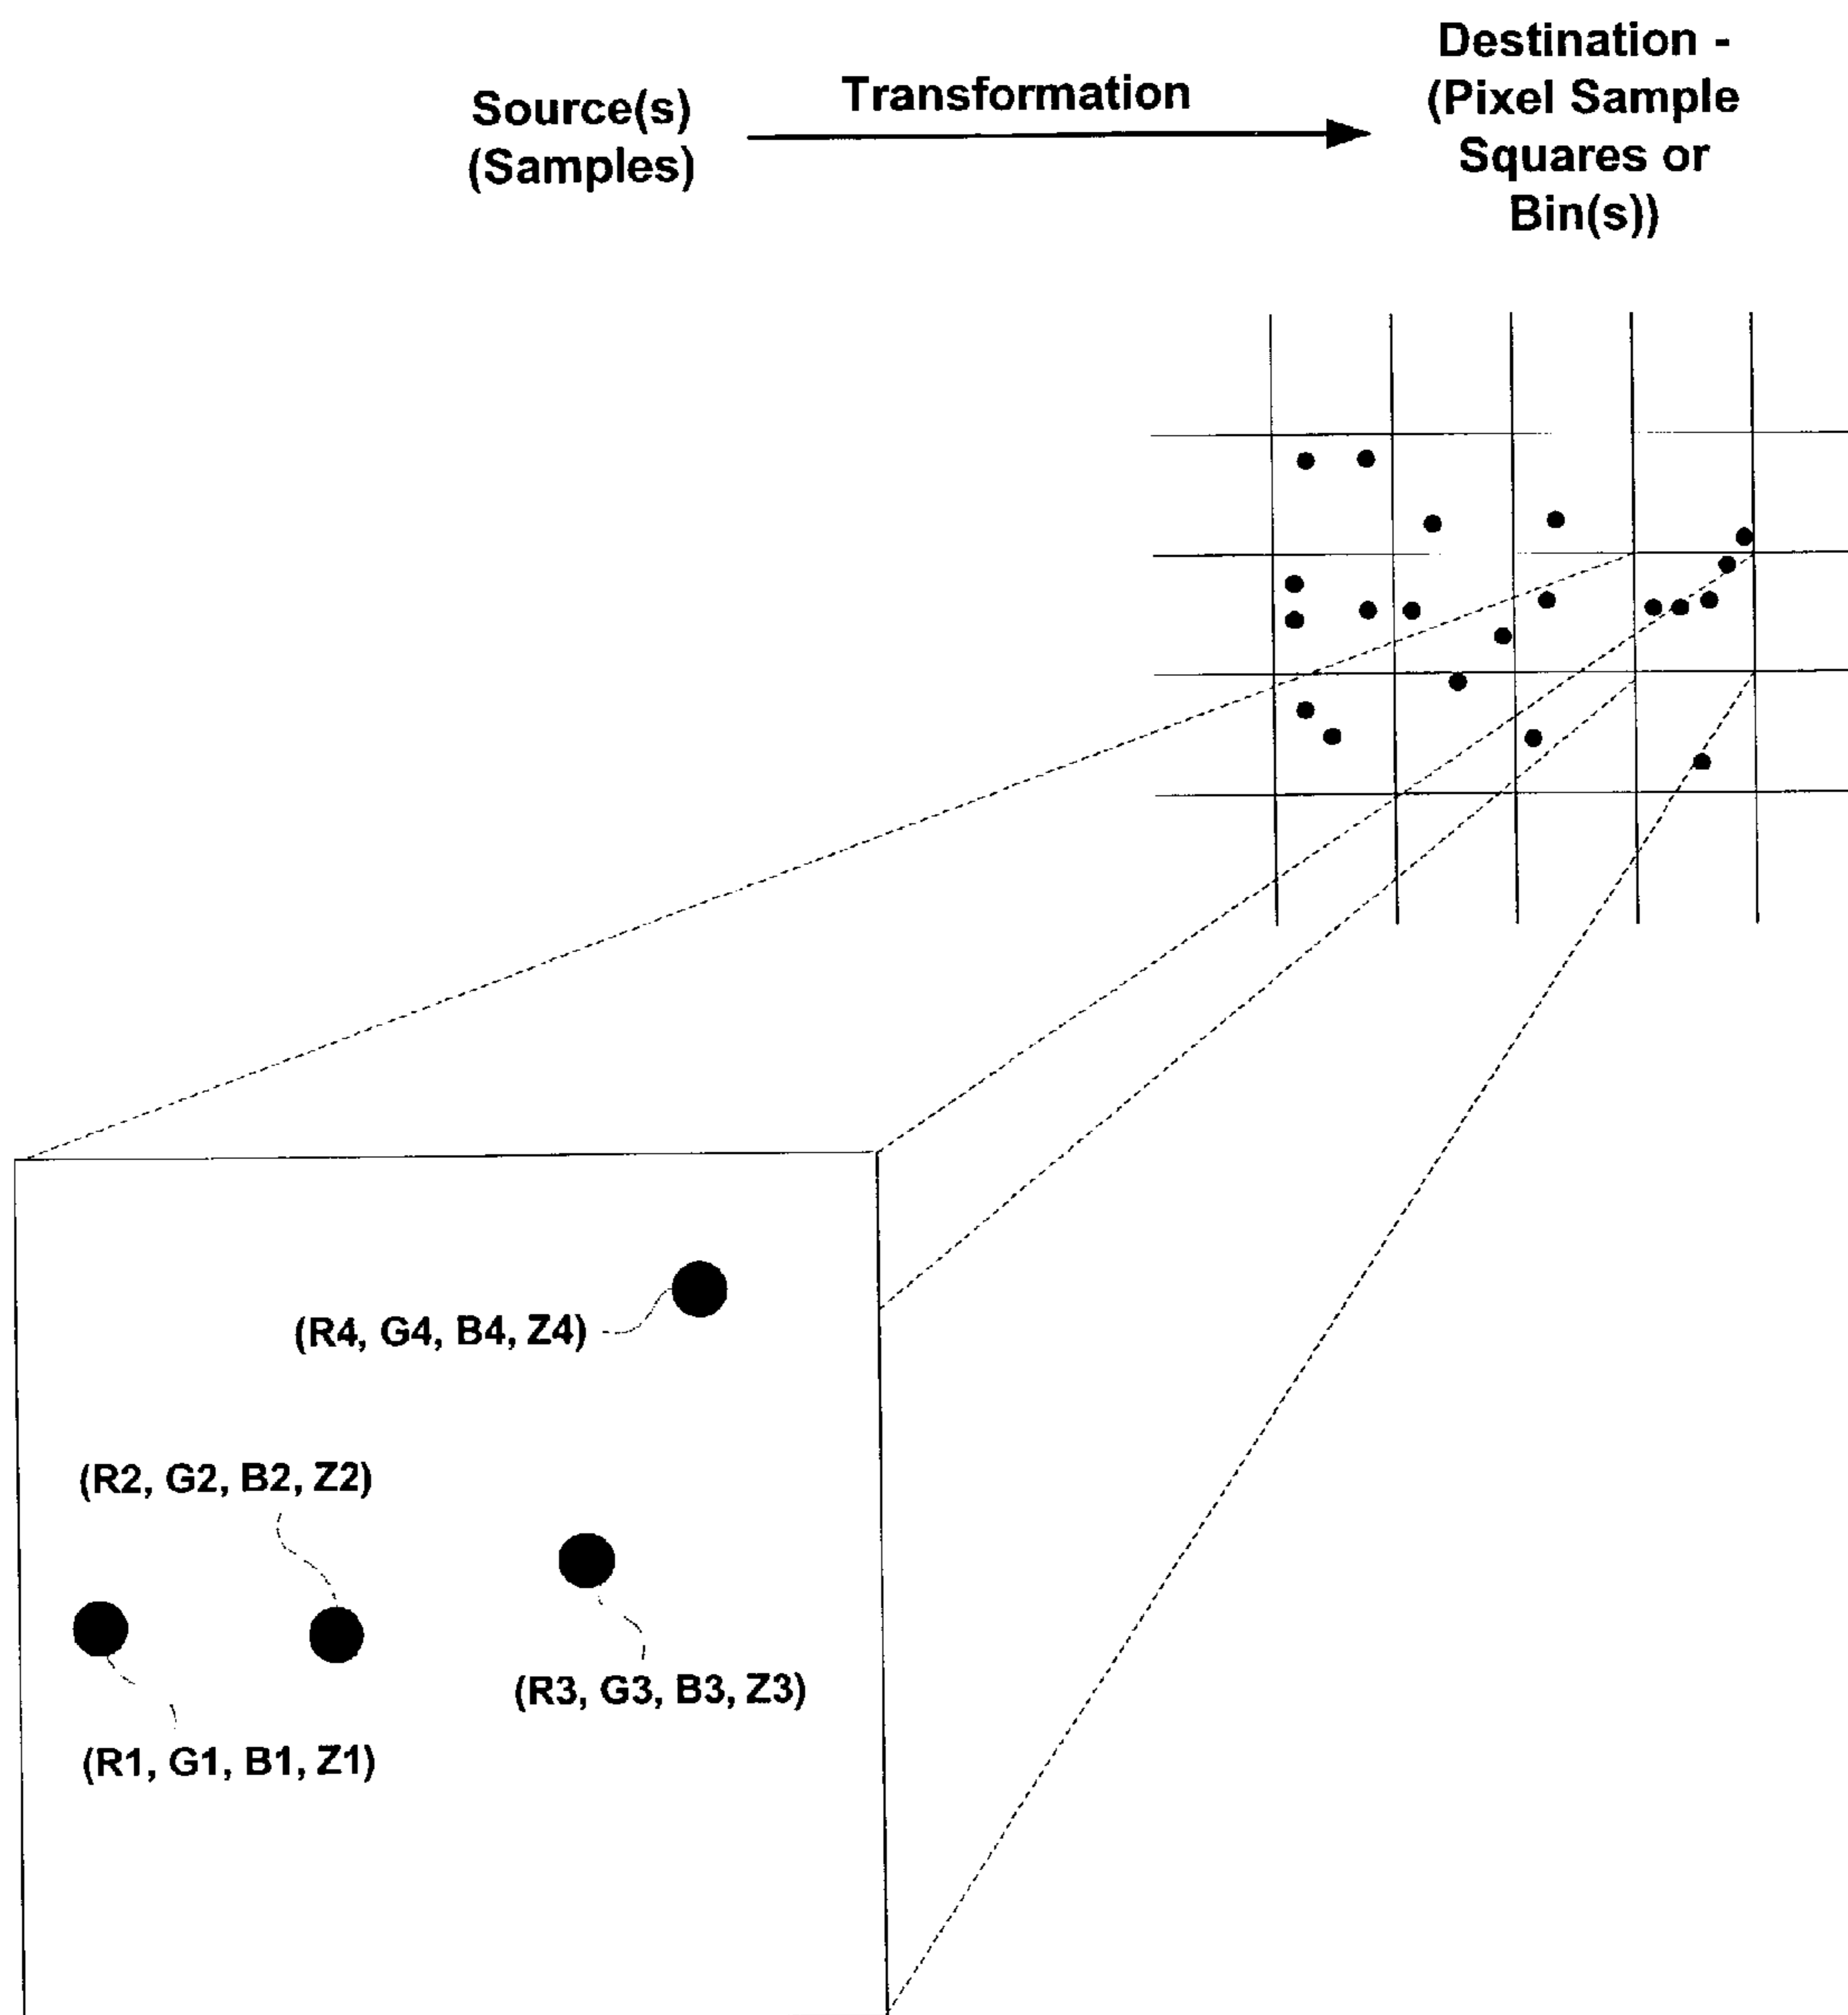 Source(s)
(Samples)
Transformation
Destination -
(Pixel Sample
Squares or
Bin(s))
(R4, G4, B4, Z4)
(R2, G2, B2, Z2)
(R3, G3, B3, Z3)
(R1, G1, B1, Z1)